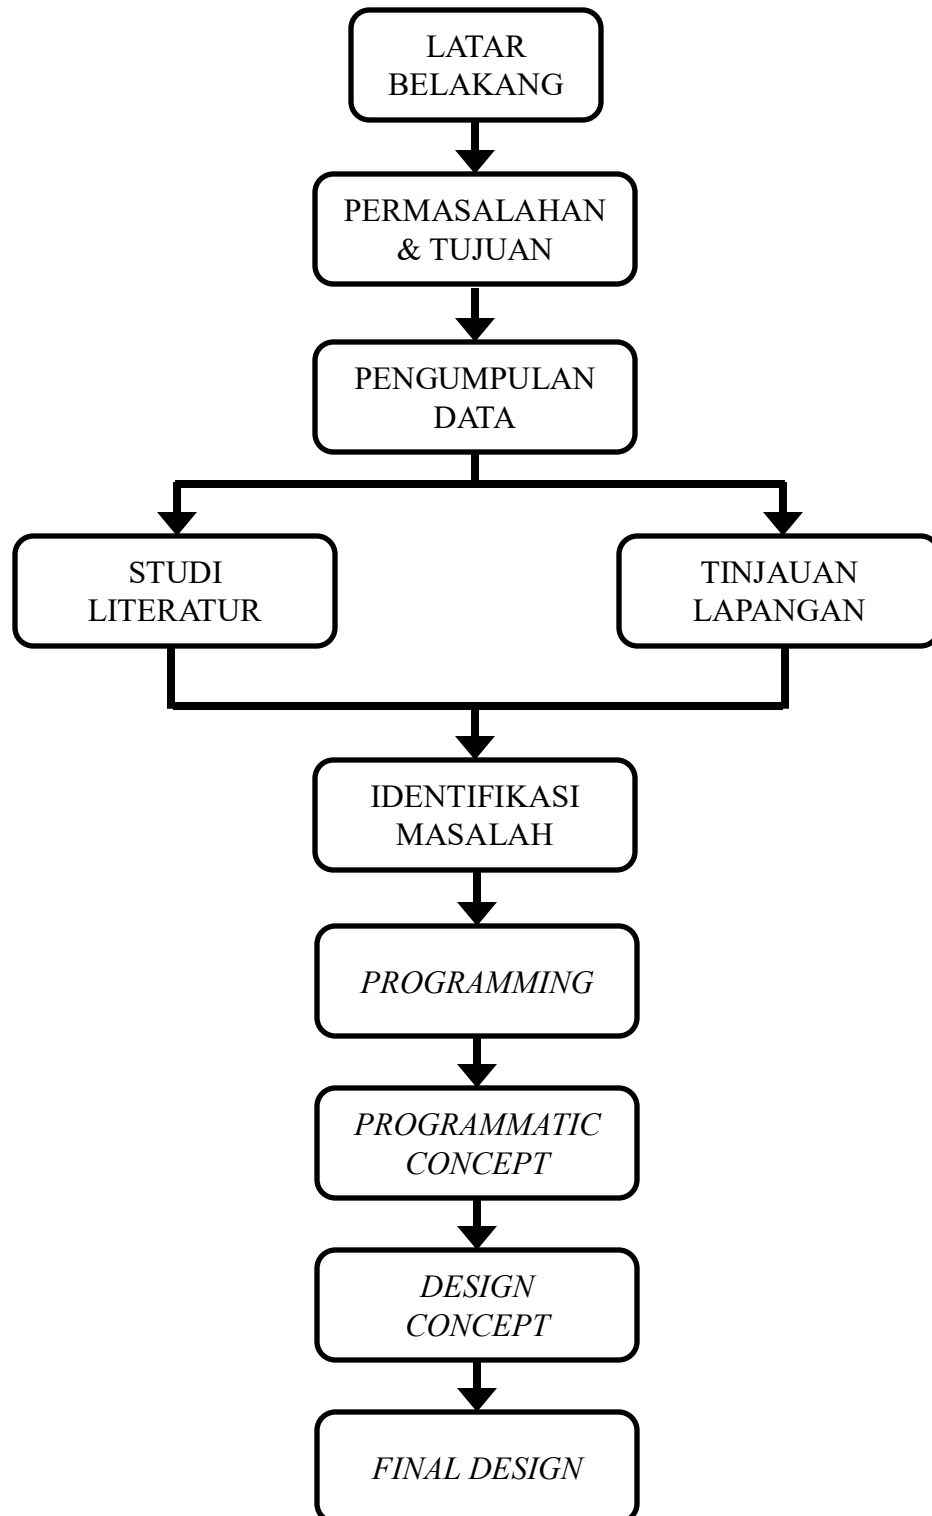 LATAR
BELAKANG
PERMASALAHAN
& TUJUAN
PENGUMPULAN
DATA
STUDI
LITERATUR
TINJAUAN
LAPANGAN
IDENTIFIKASI
MASALAH
PROGRAMMING
PROGRAMMATIC
CONCEPT
DESIGN
CONCEPT
FINAL DESIGN